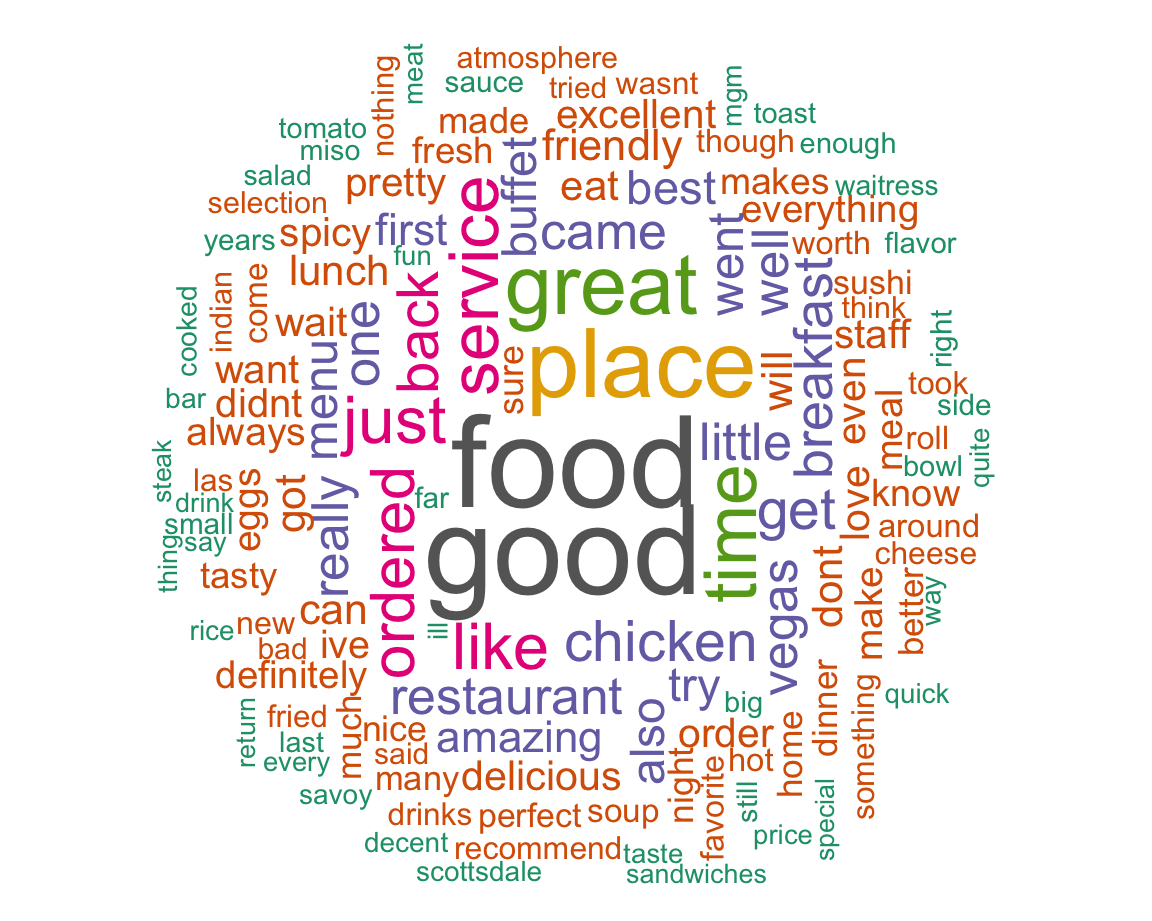 atmosphere
meat
nothing
sauce
tried
wasnt
mgm
toast
excellent
made
tomato
miso
fresh
friendly
though
enough
buffet
salad
pretty
eat
best
makes
waitress
selection
service
everything
years
spicy
first
came
went
well
worth
flavor
fun
lunch
great
breakfast
sushi
indian
come
back
think
cooked
wait
one
staff
right
want
menu
sure
place
will
even
took
bar
didnt
just
meal
side
always
food
little
roll
quite
steak
las
bowl
drink
eggs
got
really
ordered
far
time
get
love
know
small
around
say
good
cheese
things
tasty
vegas
dont
make
better
way
can
rice
new
ill
bad
ive
like
chicken
definitely
restaurant
try
big
quick
return
fried
much
nice
also
order
dinner
something
last
amazing
home
every
said
night
hot
many
delicious
favorite
still
special
savoy
drinks
perfect
soup
price
decent
recommend
taste
scottsdale
sandwiches